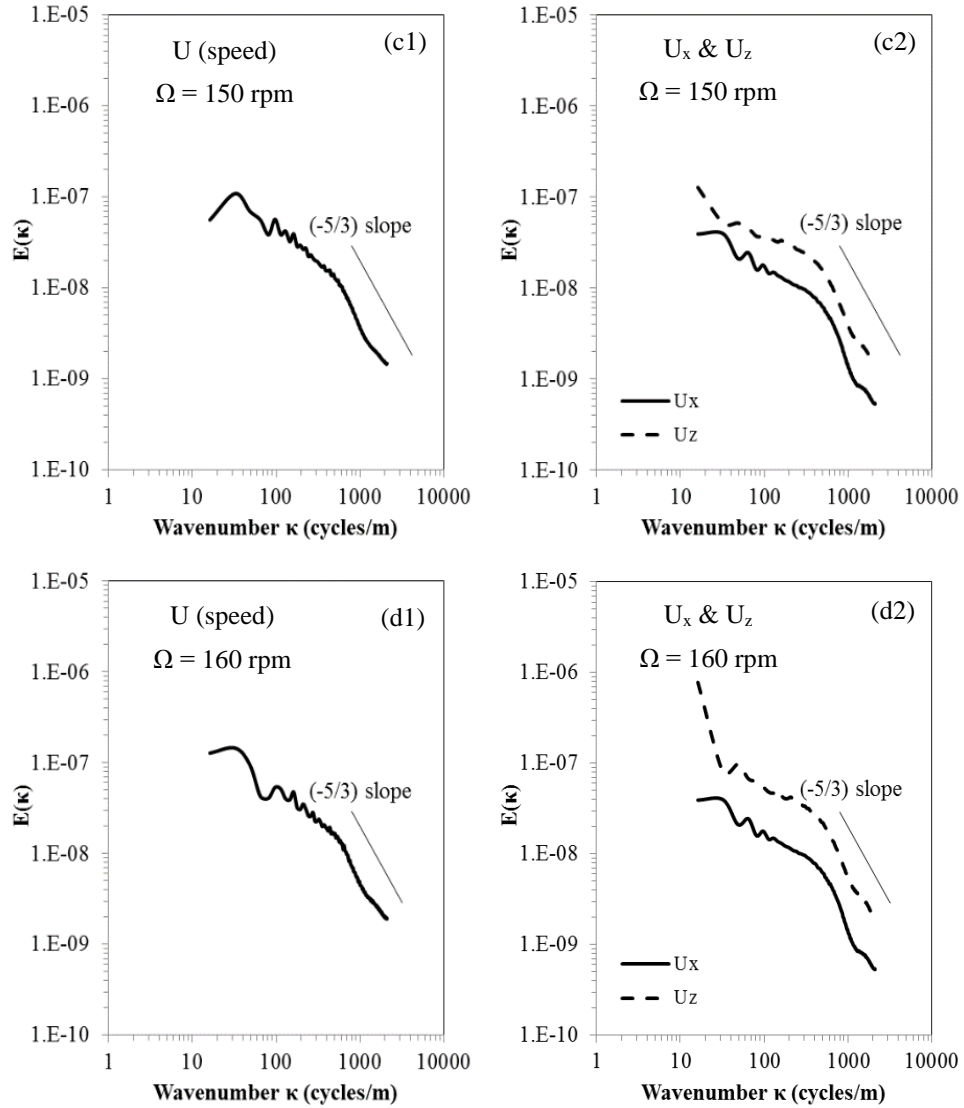 U (speed)
(c1)
Ω = 150 rpm
(-5/3) slope
1.E-05
1.E-06
1.E-07
1.E-08
1.E-09
1.E-10
E(κ)
1 10 100 1000 10000
Wavenumber κ (cycles/m)
Ux & Uz
(c2)
Ω = 150 rpm
(-5/3) slope
Ux
Uz
1.E-05
1.E-06
1.E-07
1.E-08
1.E-09
1.E-10
E(κ)
1 10 100 1000 10000
Wavenumber κ (cycles/m)
U (speed)
(d1)
Ω = 160 rpm
(-5/3) slope
1.E-05
1.E-06
1.E-07
1.E-08
1.E-09
1.E-10
E(κ)
1 10 100 1000 10000
Wavenumber κ (cycles/m)
Ux & Uz
(d2)
Ω = 160 rpm
(-5/3) slope
Ux
Uz
1.E-05
1.E-06
1.E-07
1.E-08
1.E-09
1.E-10
E(κ)
1 10 100 1000 10000
Wavenumber κ (cycles/m)